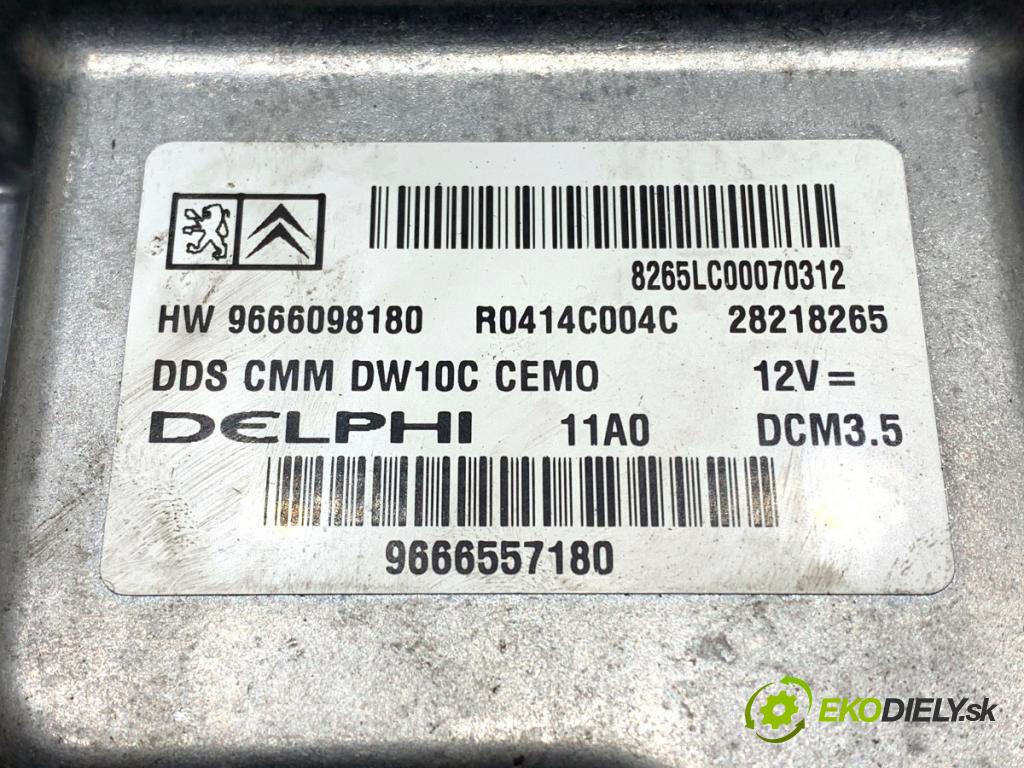 8265LC00070312
HW 9666098180 R0414C004C 28218265
DDS CMM DW10C CEMO 12V =
DELPHI 11A0 DCM3.5
9666557180
EKODIELY.sk